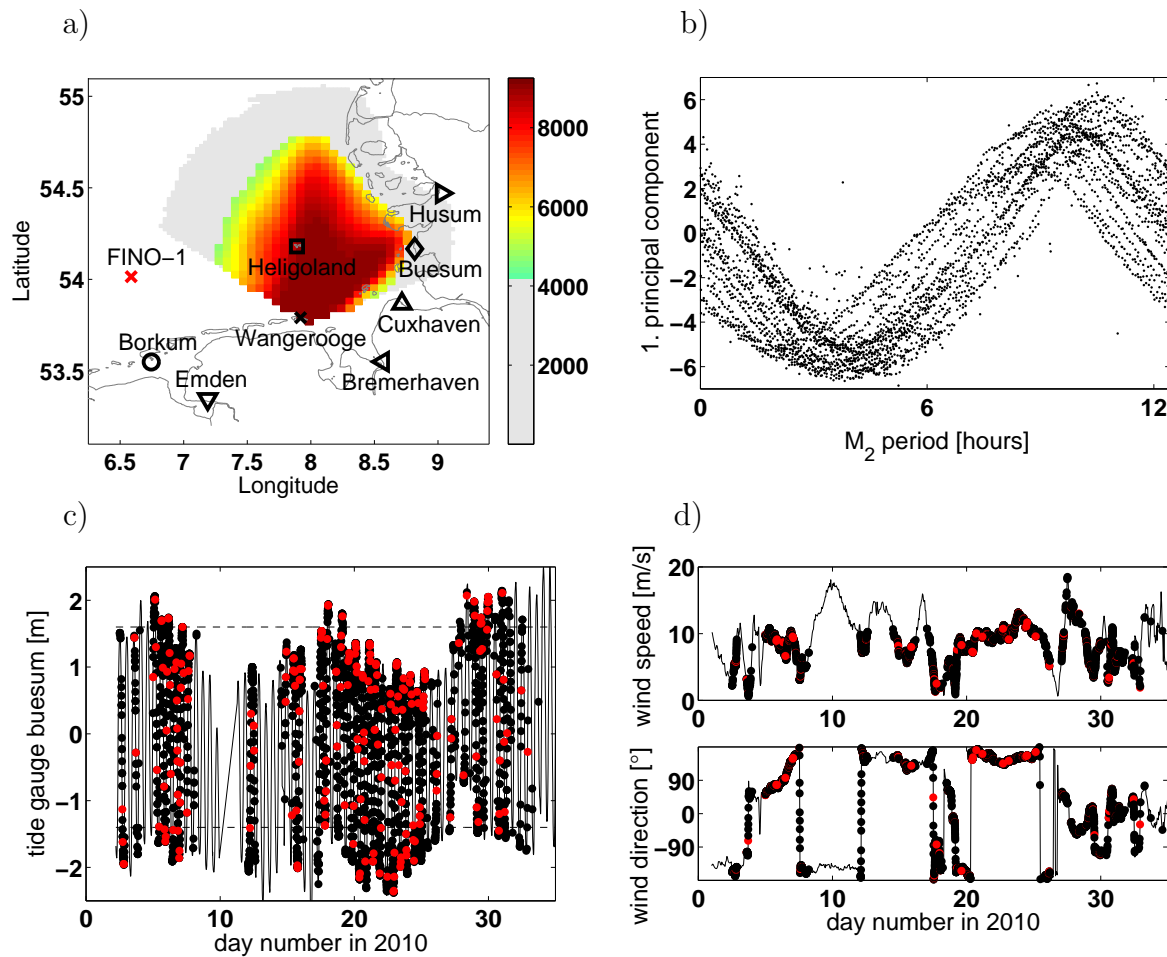 a)
55
54.5
54
53.5
Latitude
6.5 7 7.5 8 8.5 9
Longitude
FINO−1
Borkum
Emden
Heligoland
Wangerooge
Husum
Buesum
Cuxhaven
Bremerhaven
8000
6000
4000
2000
b)
6
4
2
0
−2
−4
−6
1. principal component
0 6 12
M2 period [hours]
c)
2
1
0
−1
−2
tide gauge buesum [m]
0 10 20 30
day number in 2010
d)
20
10
0
wind speed [m/s]
0 10 20 30
90
0
−90
wind direction [°]
0 10 20 30
day number in 2010